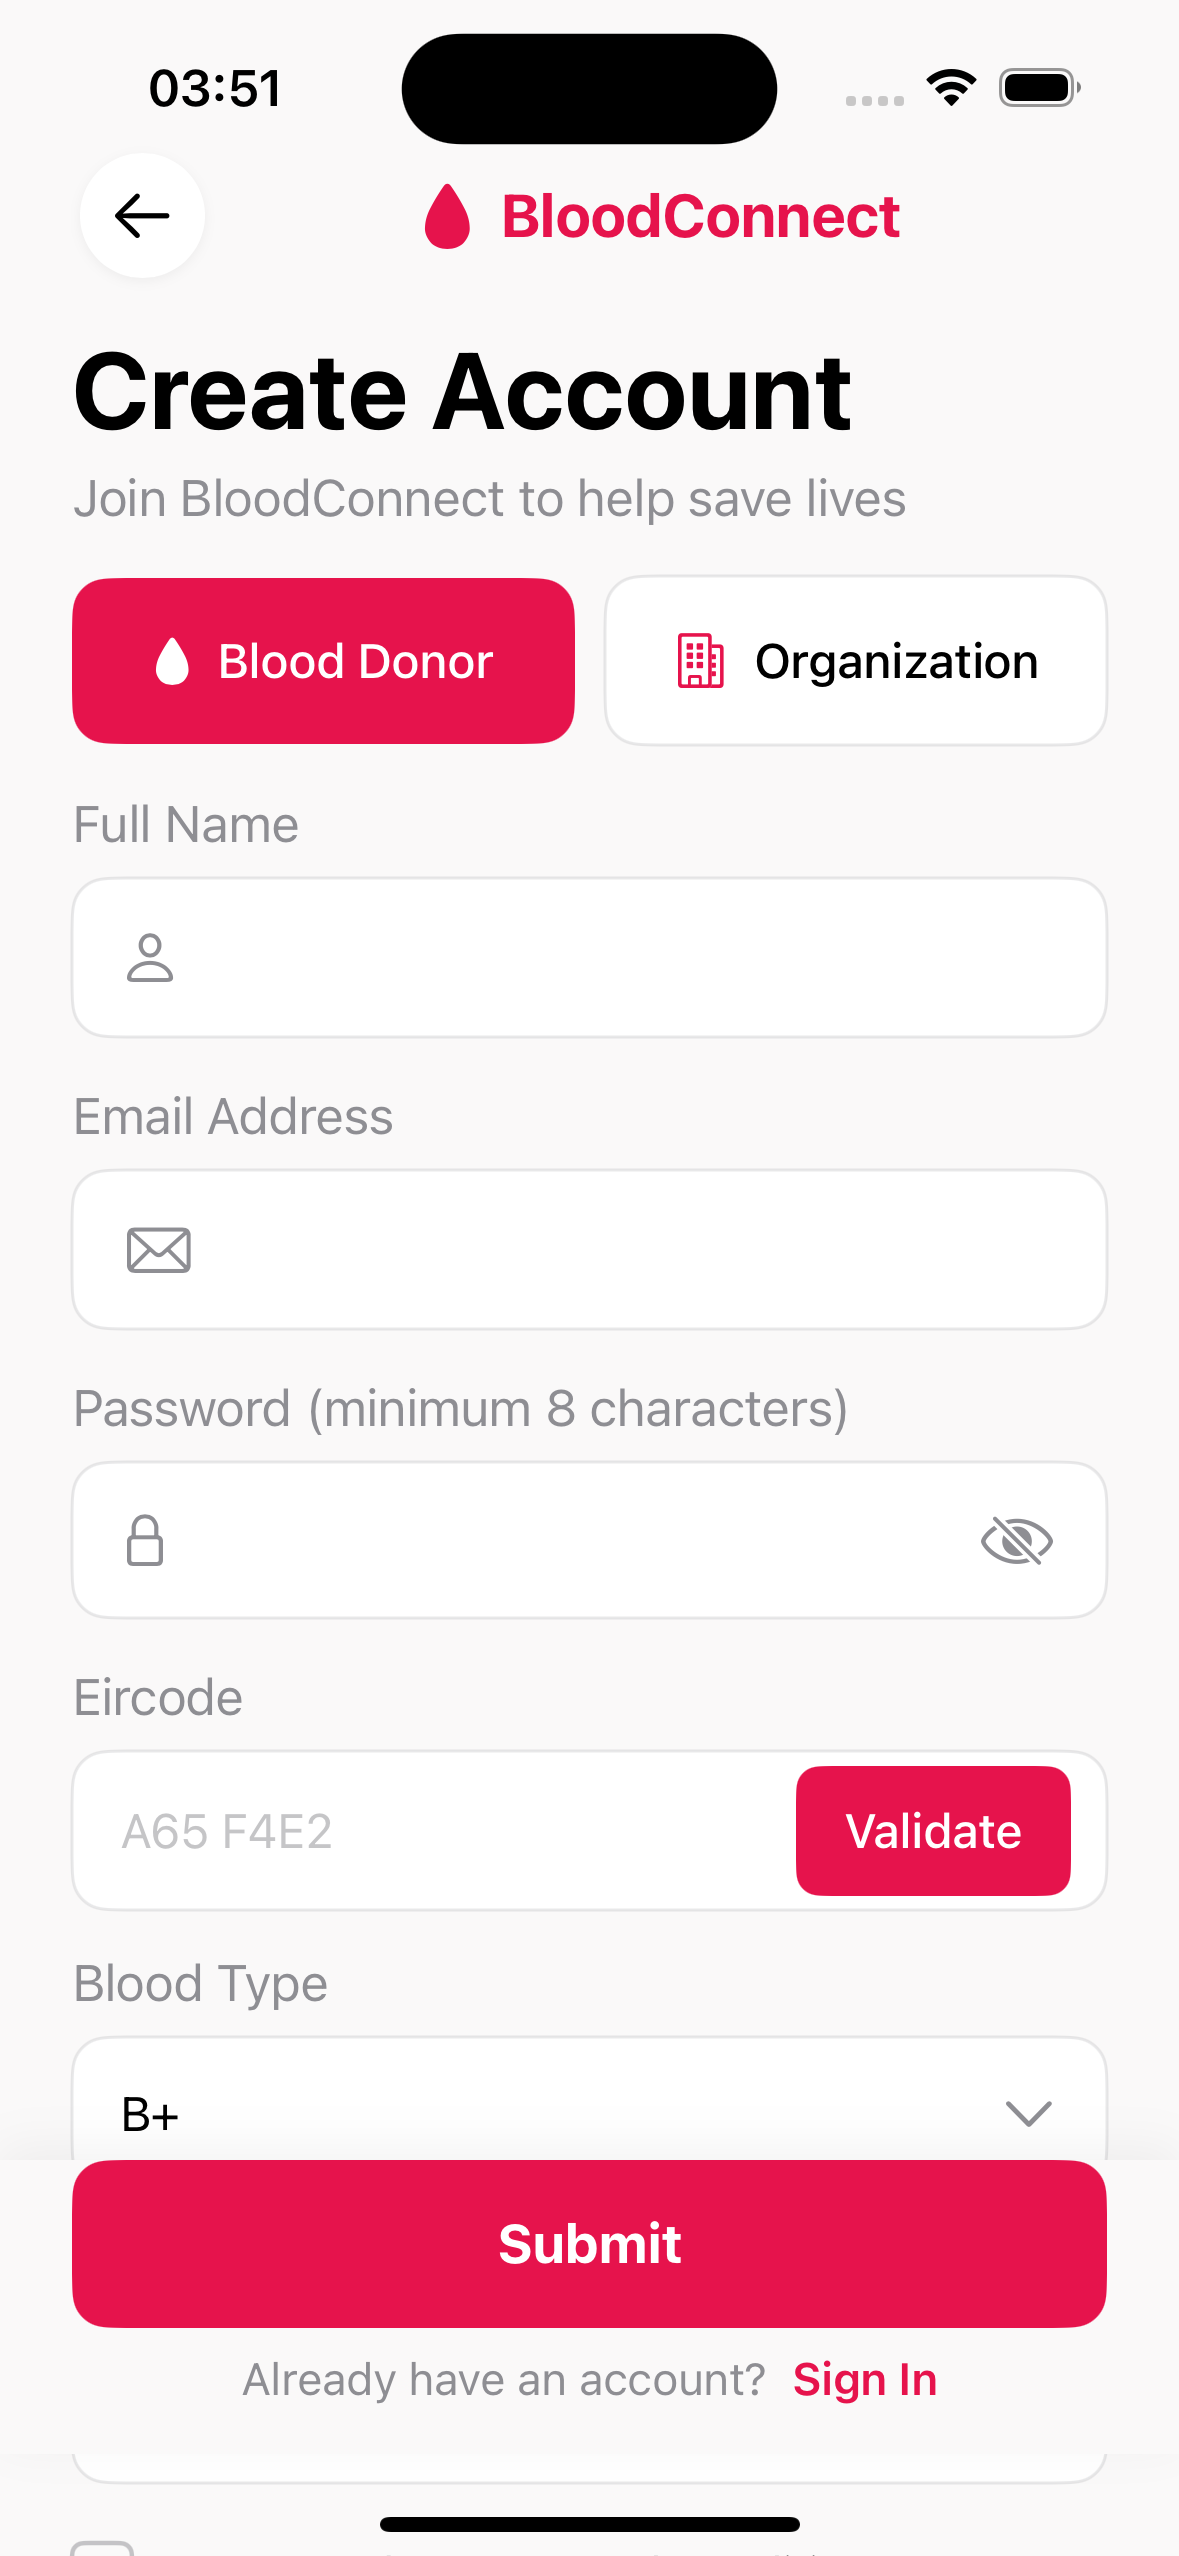 03:51
BloodConnect
Create Account
Join BloodConnect to help save lives
Blood Donor
Organization
Full Name
Email Address
Password (minimum 8 characters)
Eircode
A65 F4E2
Validate
Blood Type
B+
Submit
Already have an account? Sign In